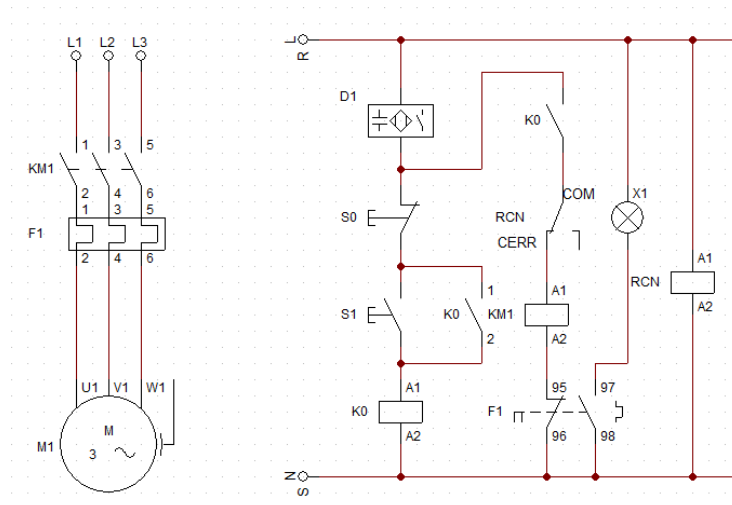 L1 L2 L3
1 3 5
KM1
2 4 6
1 3 5
F1
2 4 6
U1 V1 W1
M
M1
3
L
R
D1
K0
COM
X1
S0
RCN
CERR
A1
RCN
A2
1
S1
K0
2
A1
KM1
A2
A1
K0
A2
95 97
F1
96 98
N
S